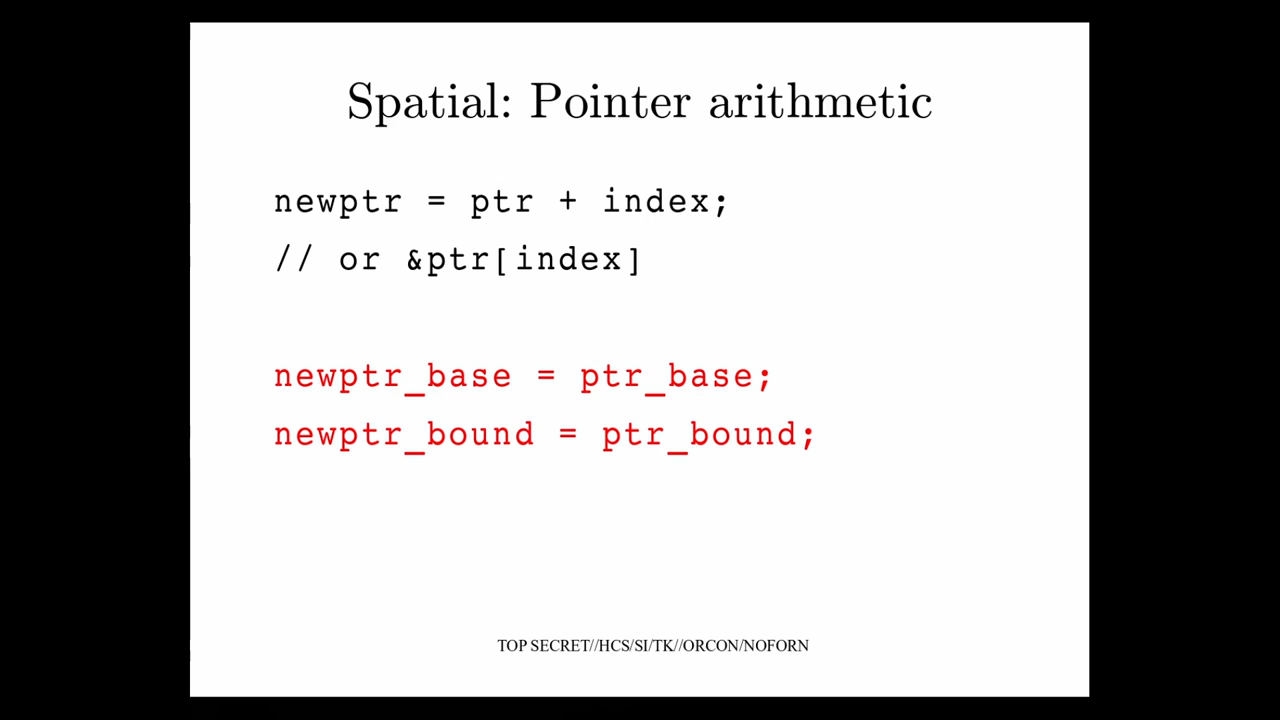 Spatial: Pointer arithmetic
newptr = ptr + index;
// or &ptr[index]
newptr_base = ptr_base;
newptr_bound = ptr_bound;
TOP SECRET//HCS/SI/TK//ORCON/NOFORN